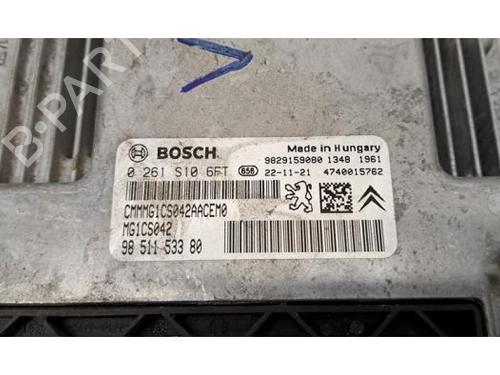 BOSCH
Made in Hungary
9829159080 1348 1961
0 261 S10 6FT 658 22-11-21 4740015762
CMMMG1CS042AACEM0
MG1CS042
98 511 533 80
B-PARTS